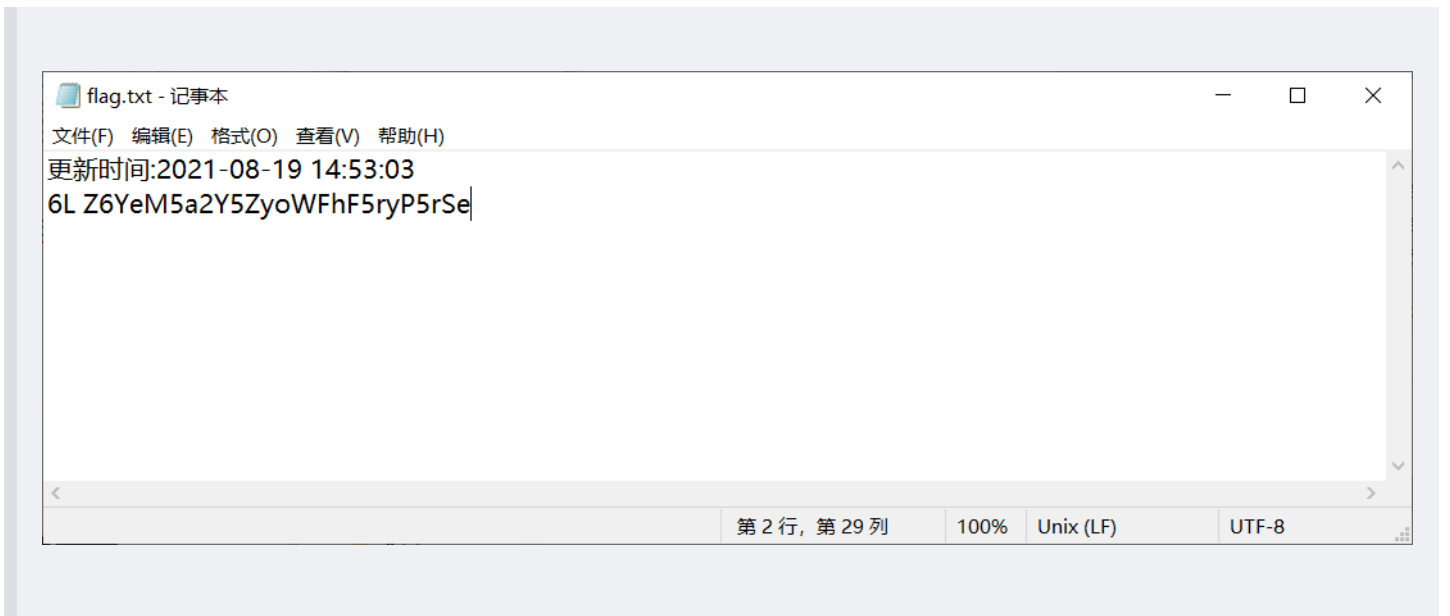 flag.txt - 记事本
文件(F) 编辑(E) 格式(O) 查看(V) 帮助(H)
更新时间:2021-08-19 14:53:03
6L Z6YeM5a2Y5ZyoWFhF5ryP5rSe
第 2 行，第 29 列 100% Unix (LF) UTF-8